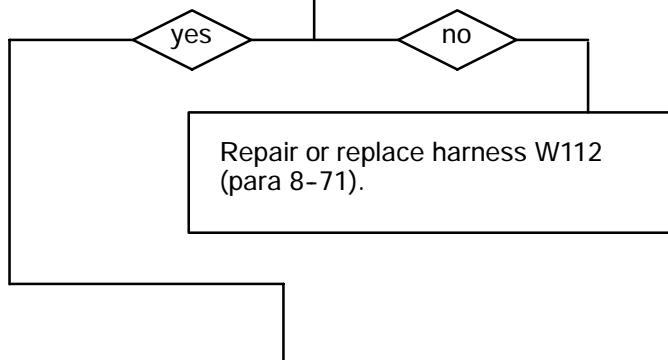 yes
no
Repair or replace harness W112
(para 8-71).